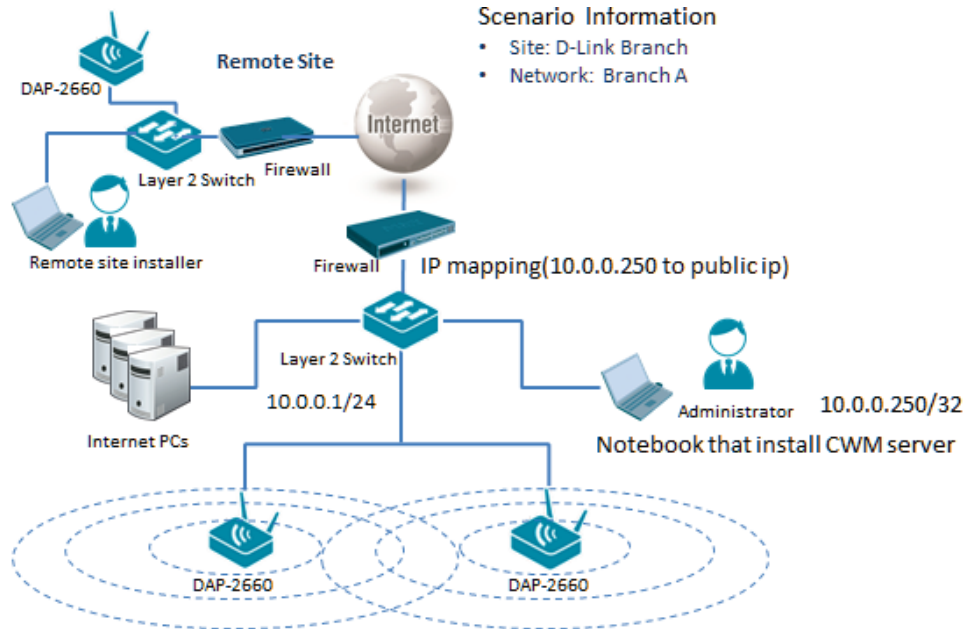 Scenario Information
• Site: D-Link Branch
• Network: Branch A
Remote Site
DAP-2660
Internet
Layer 2 Switch
Firewall
Remote site installer
Firewall
IP mapping(10.0.0.250 to public ip)
Layer 2 Switch
10.0.0.1/24
Internet PCs
Administrator
10.0.0.250/32
Notebook that install CWM server
DAP-2660
DAP-2660